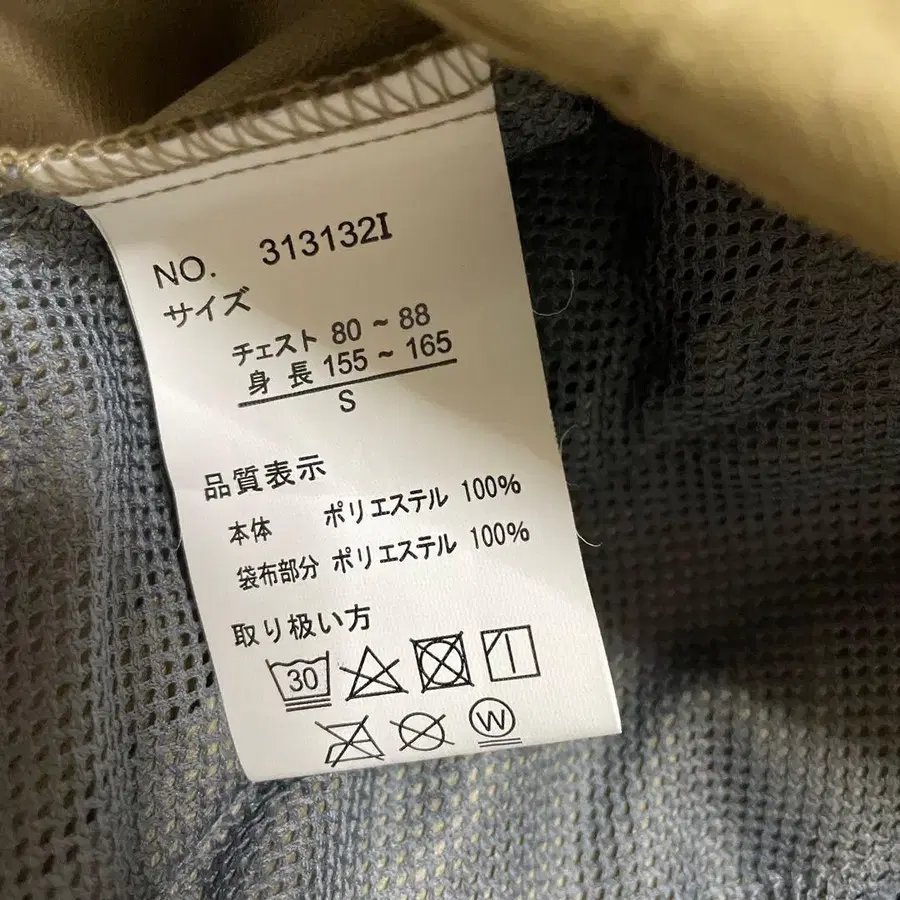 NO. 313132I
サイズ
チェスト 80 ~ 88
身 長 155 ~ 165
S
品質表示
本体 ポリエステル 100%
袋布部分 ポリエステル 100%
取り扱い方
30
W